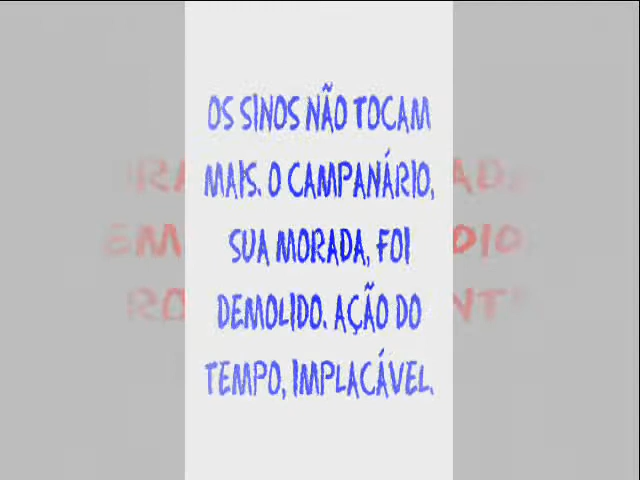 OS SINOS NÃO TOCAM
MAIS. O CAMPANÁRIO,
SUA MORADA, FOI
DEMOLIDO. AÇÃO DO
TEMPO, IMPLACÁVEL.